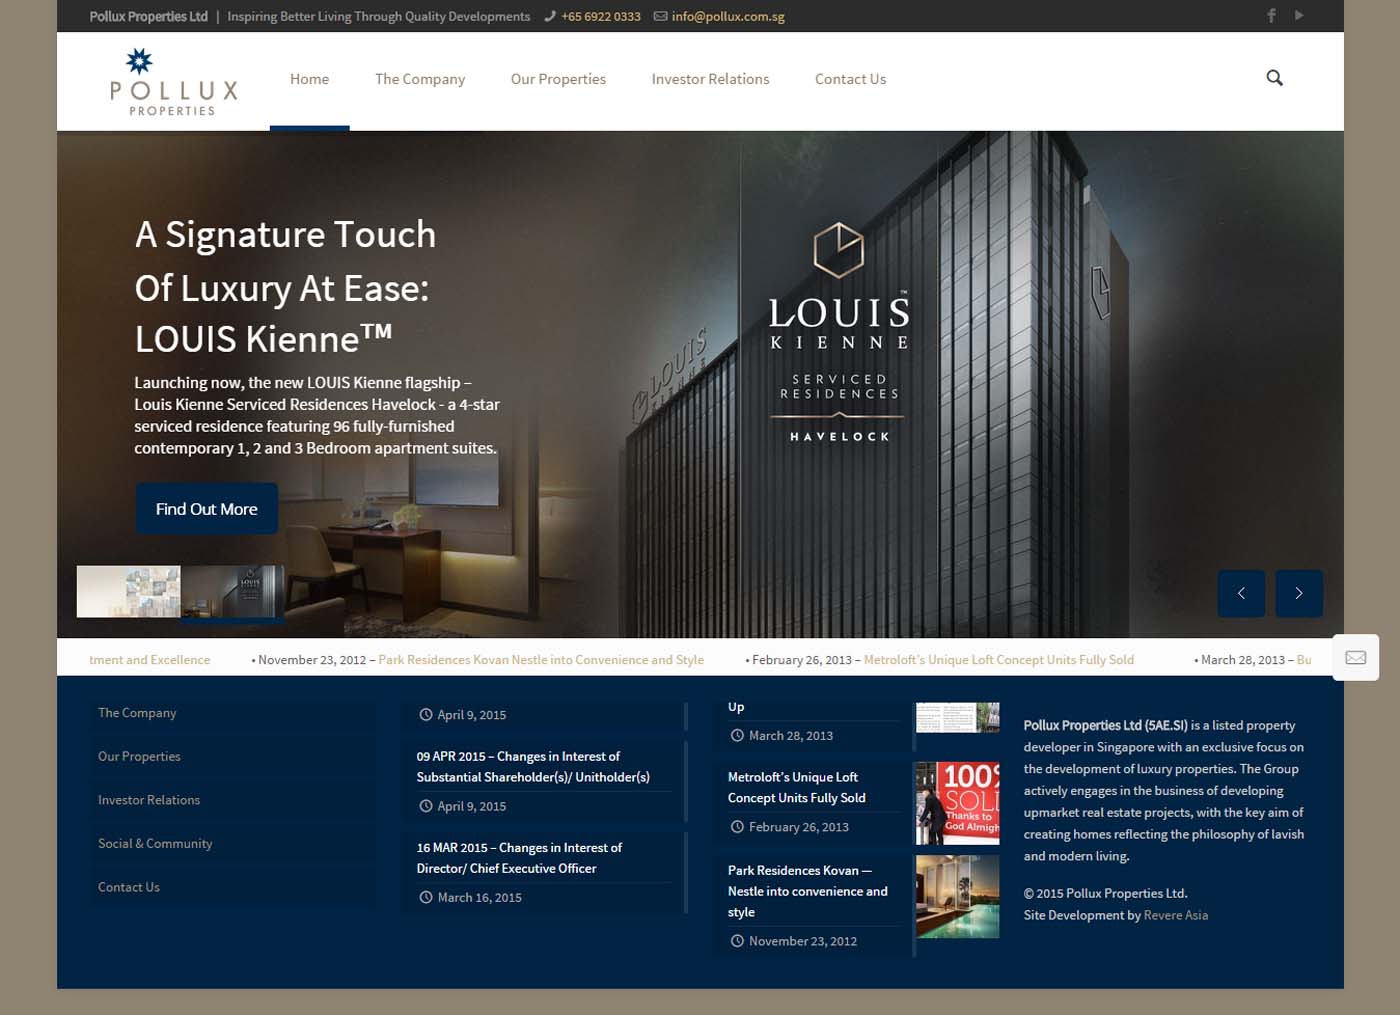 Pollux Properties Ltd | Inspiring Better Living Through Quality Developments +65 6922 0333 info@pollux.com.sg
POLLUX
PROPERTIES
Home The Company Our Properties Investor Relations Contact Us
A Signature Touch
Of Luxury At Ease:
LOUIS Kienne™
Launching now, the new LOUIS Kienne flagship –
Louis Kienne Serviced Residences Havelock - a 4-star
serviced residence featuring 96 fully-furnished
contemporary 1, 2 and 3 Bedroom apartment suites.
Find Out More
LOUIS™
KIENNE
SERVICED
RESIDENCES
HAVELOCK
LOUIS
KIENNE
tment and Excellence • November 23, 2012 – Park Residences Kovan Nestle into Convenience and Style • February 26, 2013 – Metroloft's Unique Loft Concept Units Fully Sold • March 28, 2013 – Bu
The Company
Our Properties
Investor Relations
Social & Community
Contact Us
April 9, 2015
09 APR 2015 – Changes in Interest of
Substantial Shareholder(s)/ Unitholder(s)
April 9, 2015
16 MAR 2015 – Changes in Interest of
Director/ Chief Executive Officer
March 16, 2015
Up
March 28, 2013
Metroloft's Unique Loft
Concept Units Fully Sold
February 26, 2013
100%
SOL
Thanks to
God Almigh
Park Residences Kovan —
Nestle into convenience and
style
November 23, 2012
Pollux Properties Ltd (5AE.SI) is a listed property
developer in Singapore with an exclusive focus on
the development of luxury properties. The Group
actively engages in the business of developing
upmarket real estate projects, with the key aim of
creating homes reflecting the philosophy of lavish
and modern living.
© 2015 Pollux Properties Ltd.
Site Development by Revere Asia